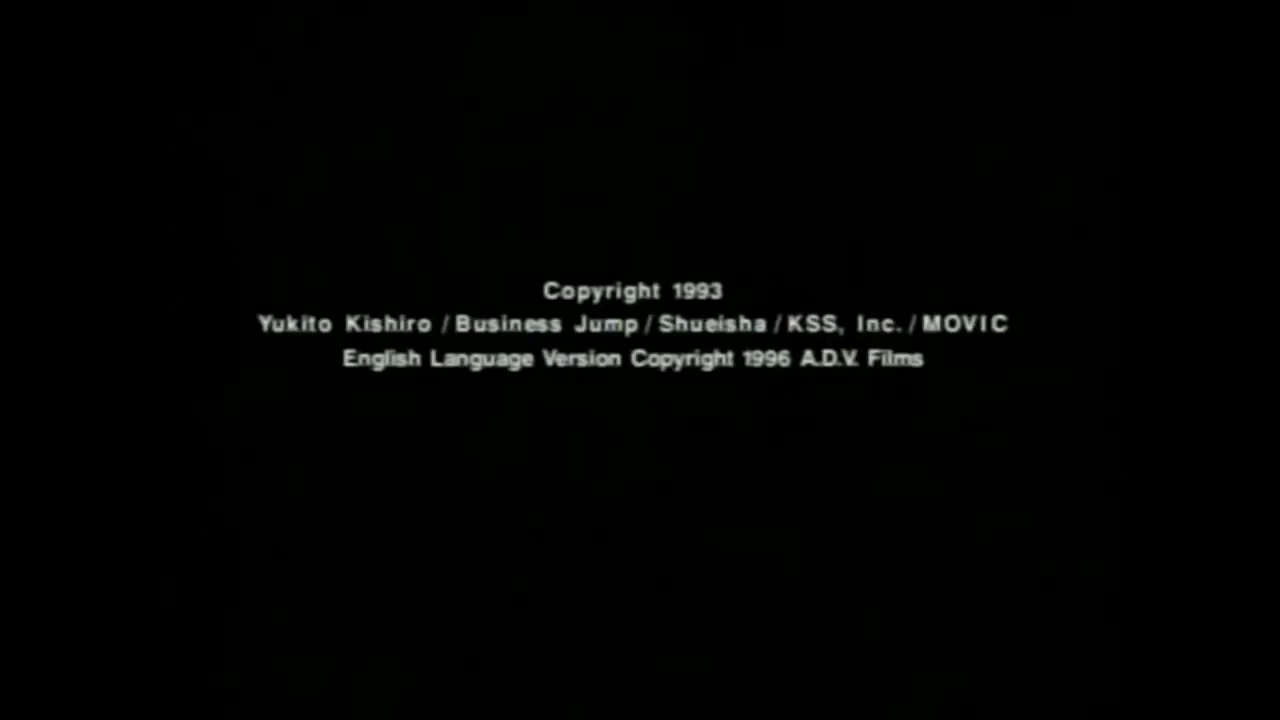 Copyright 1993
Yukito Kishiro / Business Jump / Shueisha / KSS, Inc. / MOVIC
English Language Version Copyright 1996 A.D.V. Films